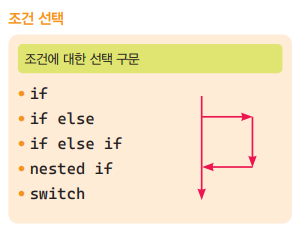 조건 선택
조건에 대한 선택 구문
• if
• if else
• if else if
• nested if
• switch